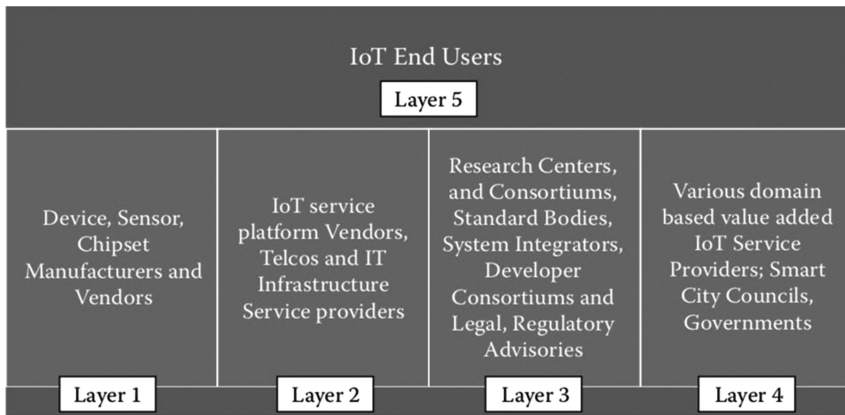 IoT End Users
Layer 5
Device, Sensor,
Chipset
Manufacturers and
Vendors
Layer 1
IoT service
platform Vendors,
Telcos and IT
Infrastructure
Service providers
Layer 2
Research Centers,
and Consortiums,
Standard Bodies,
System Integrators,
Developer
Consortiums and
Legal, Regulatory
Advisories
Layer 3
Various domain
based value added
IoT Service
Providers; Smart
City Councils,
Governments
Layer 4